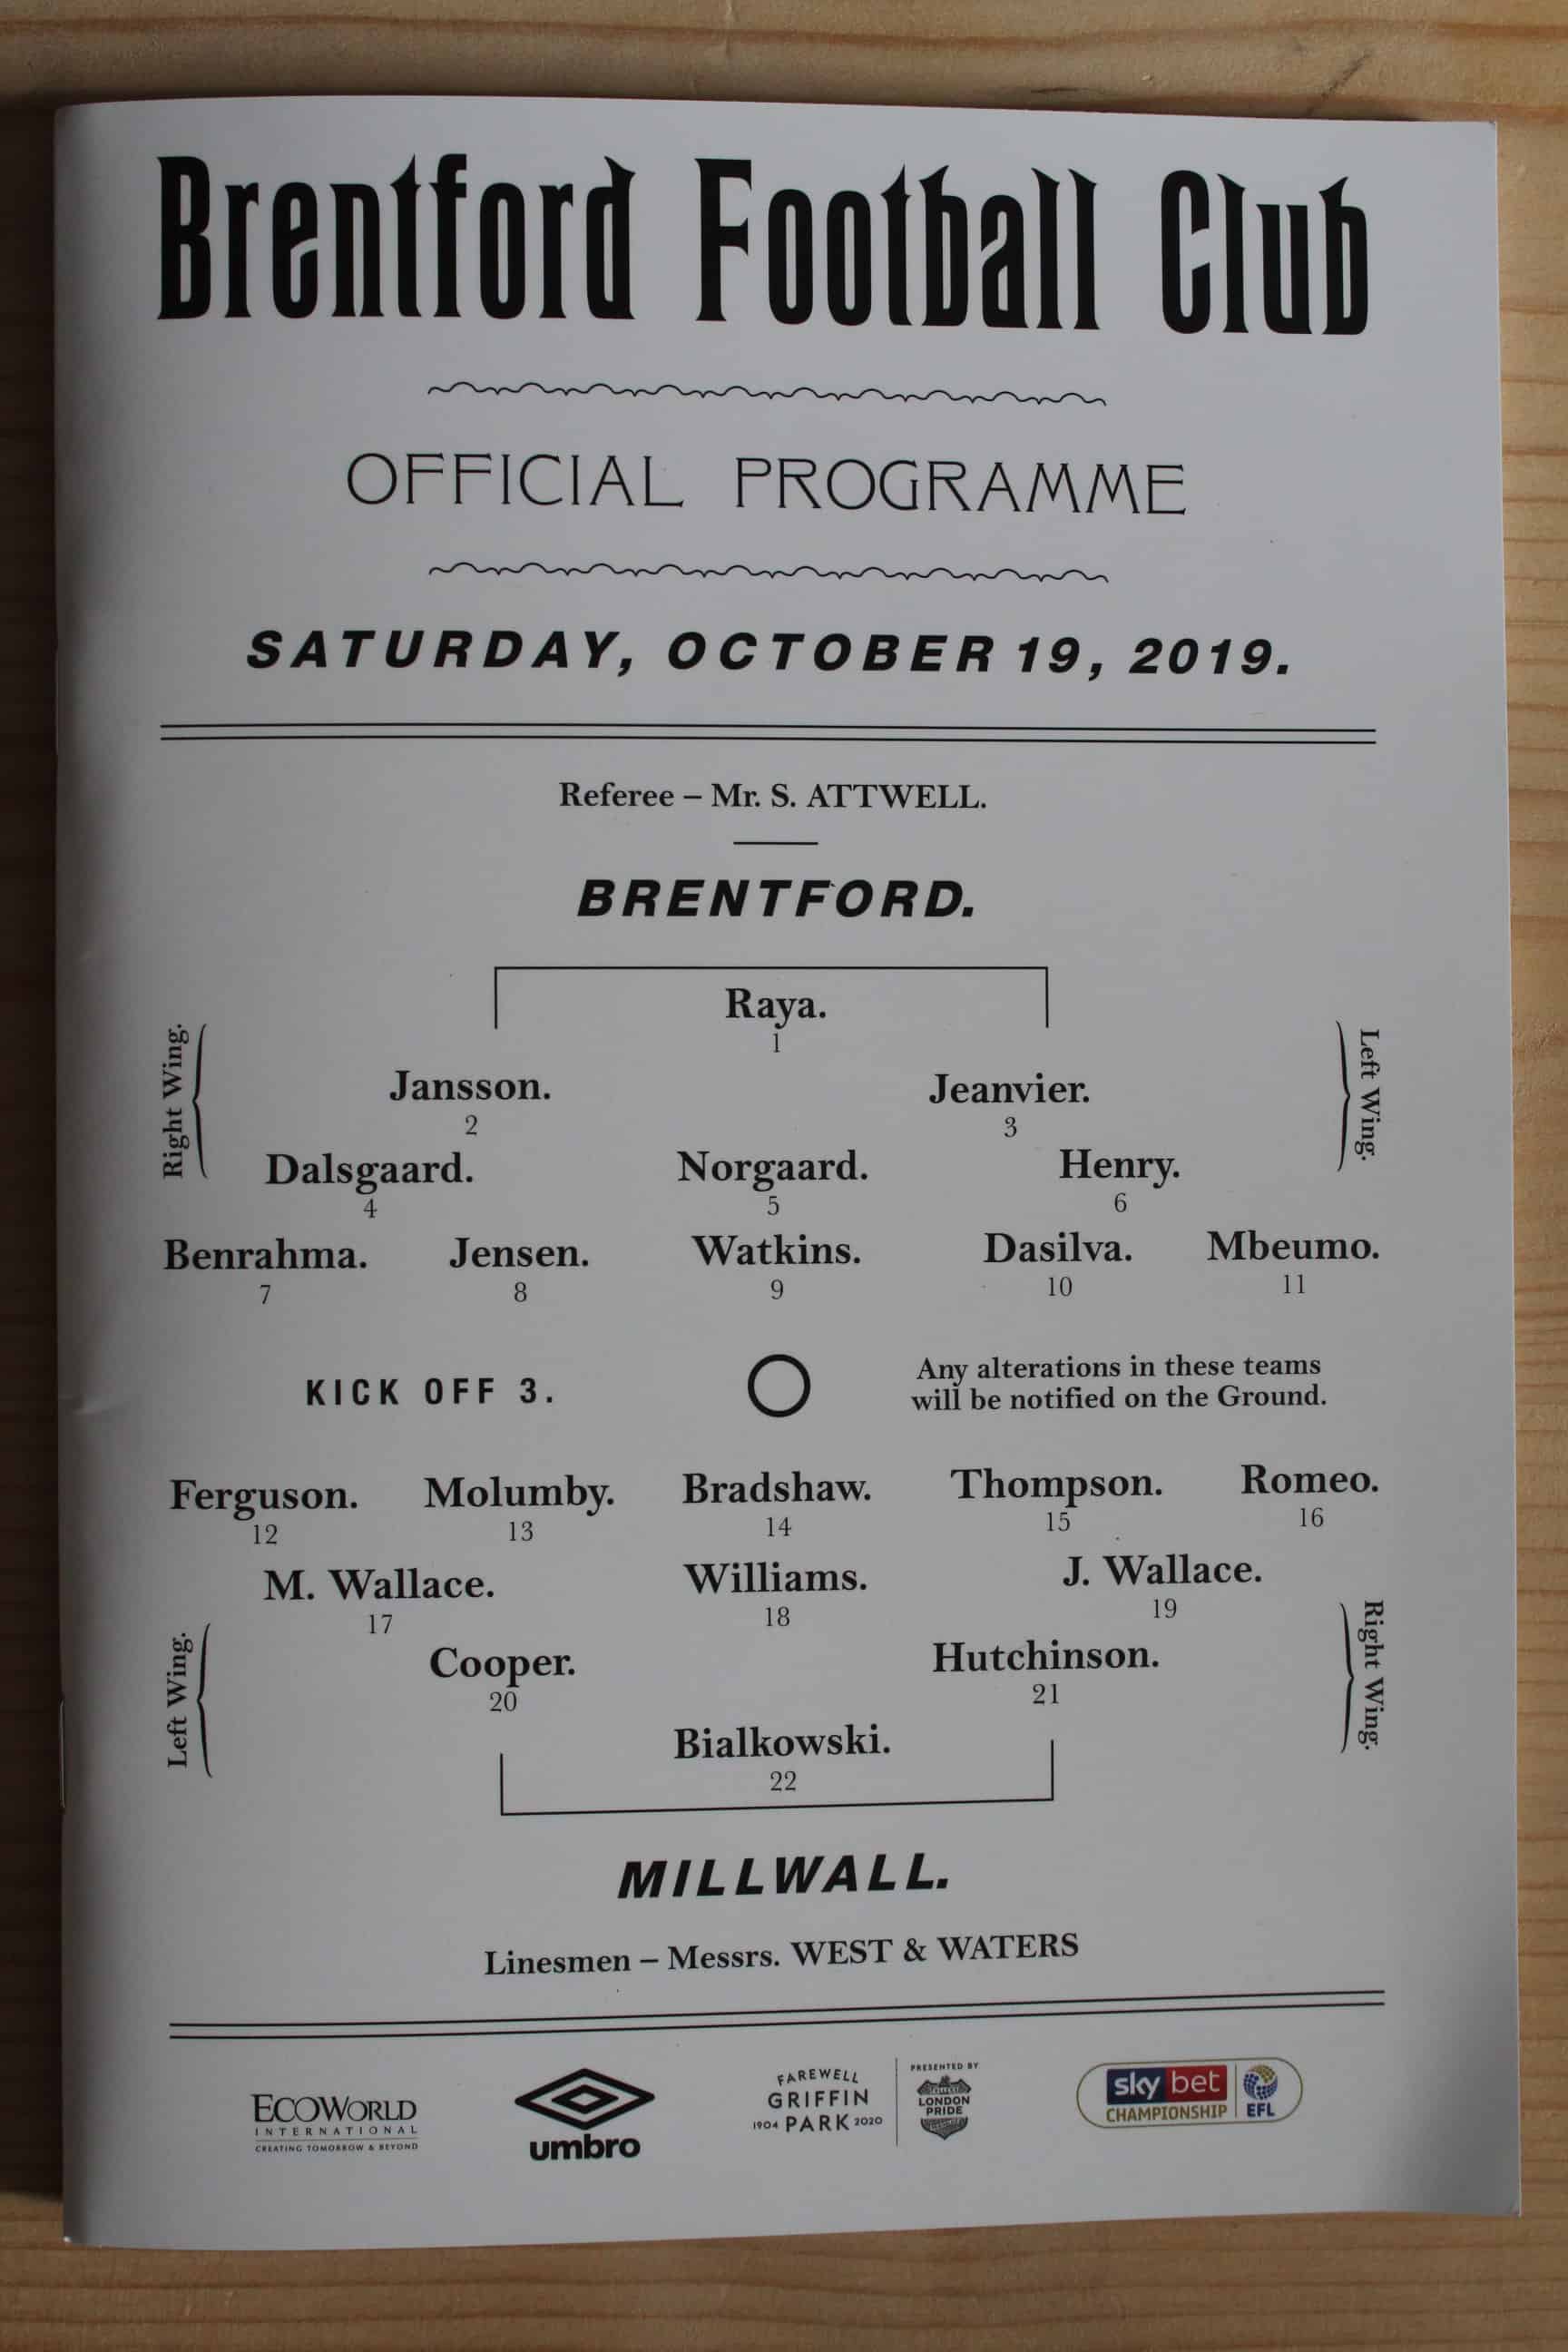 Brentford Football Club
OFFICIAL PROGRAMME
SATURDAY, OCTOBER 19, 2019.
Referee – Mr. S. ATTWELL.
BRENTFORD.
Raya.
1
Right Wing.
Left Wing.
Jansson. Jeanvier.
2 3
Dalsgaard. Norgaard. Henry.
4 5 6
Benrahma. Jensen. Watkins. Dasilva. Mbeumo.
7 8 9 10 11
KICK OFF 3.
Any alterations in these teams
will be notified on the Ground.
Ferguson. Molumby. Bradshaw. Thompson. Romeo.
12 13 14 15 16
M. Wallace. Williams. J. Wallace.
17 18 19
Left Wing.
Right Wing.
Cooper. Hutchinson.
20 21
Bialkowski.
22
MILLWALL.
Linesmen – Messrs. WEST & WATERS
ECOWORLD
INTERNATIONAL
CREATING TOMORROW & BEYOND
umbro
FAREWELL
GRIFFIN
1904 PARK 2020
PRESENTED BY
LONDON
PRIDE
sky bet
CHAMPIONSHIP
EFL